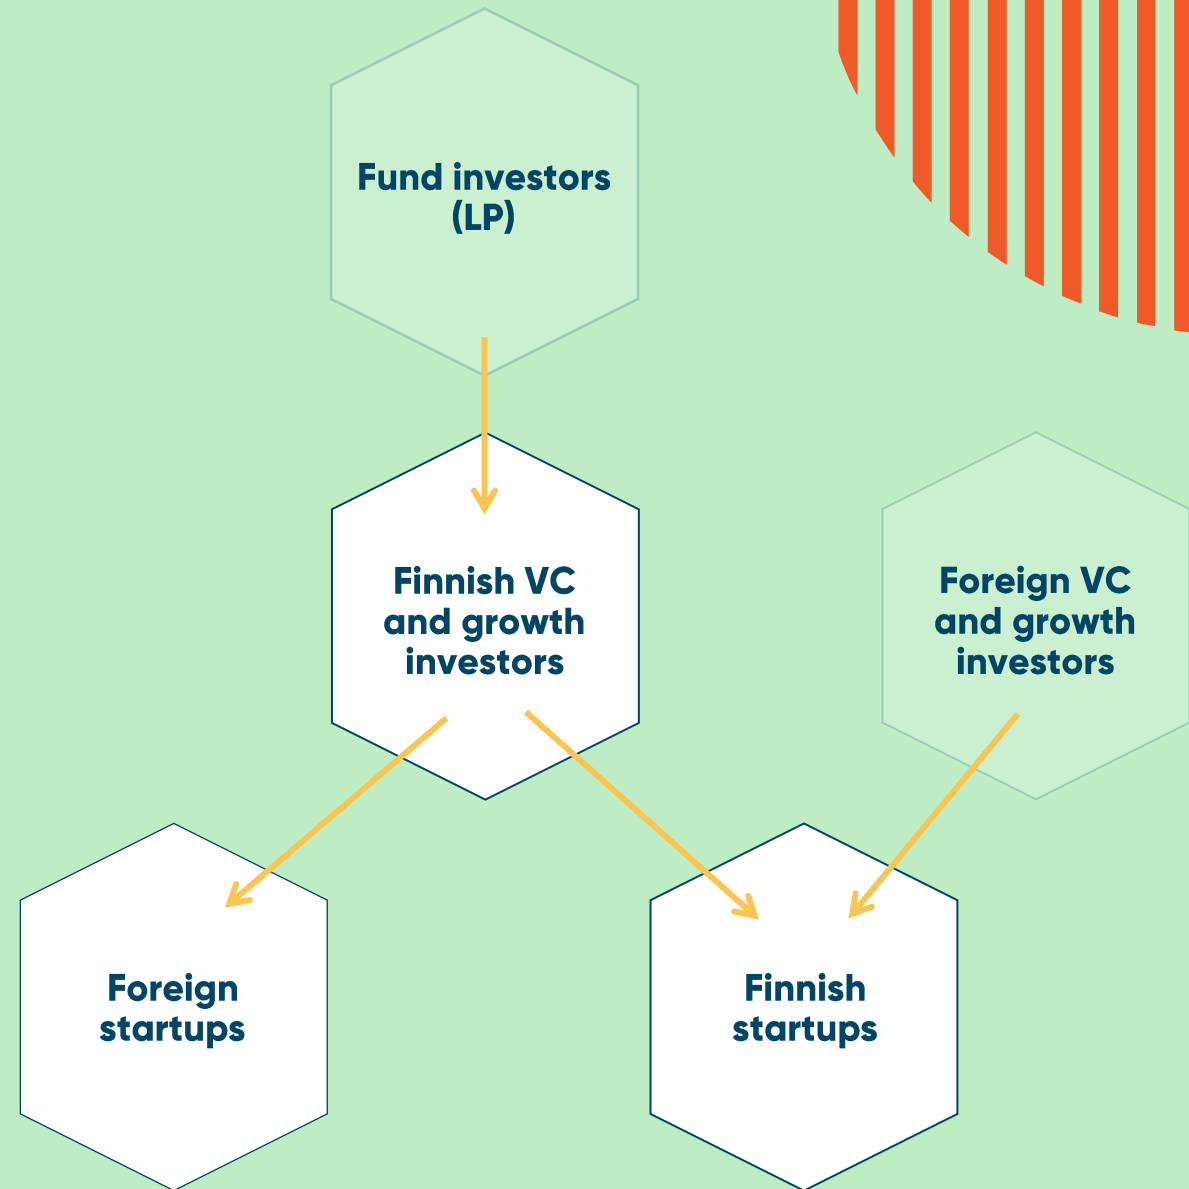 Fund investors
(LP)
Finnish VC
and growth
investors
Foreign VC
and growth
investors
Foreign
startups
Finnish
startups